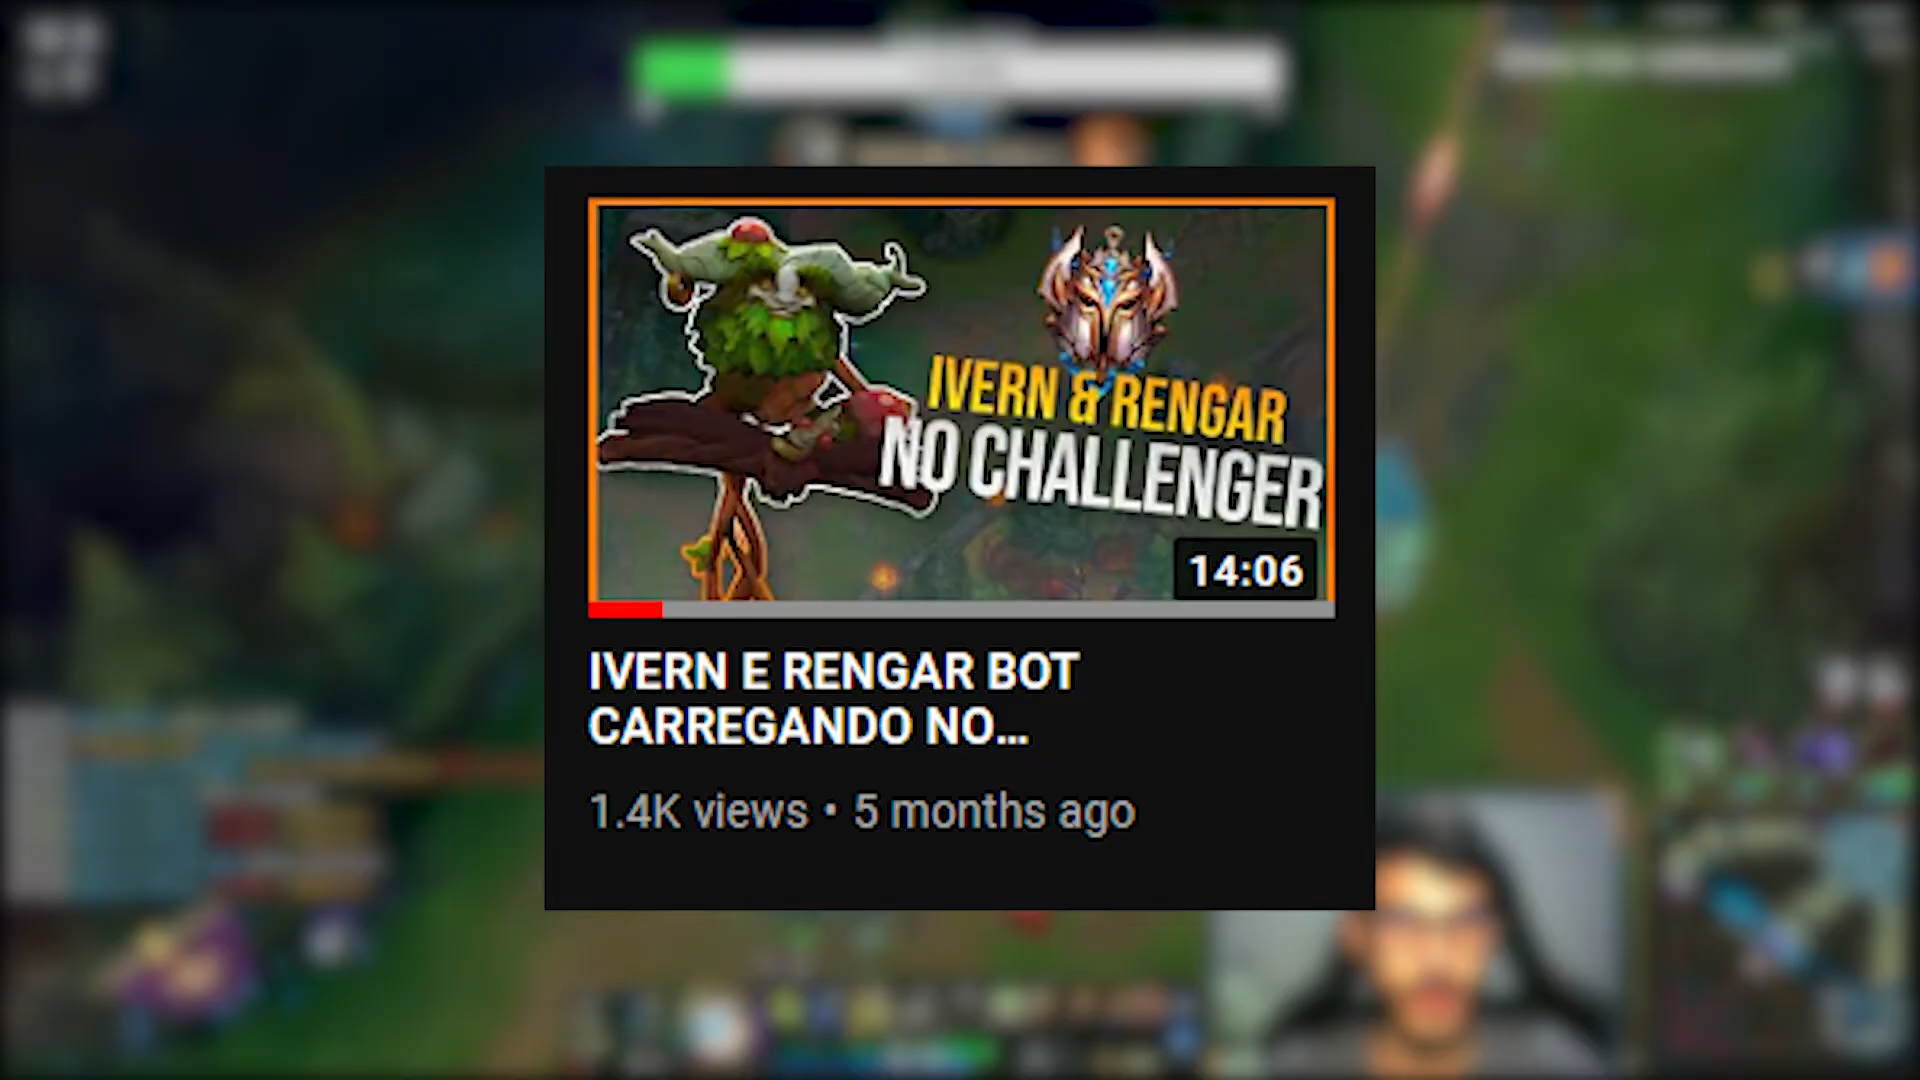 IVERN & RENGAR
NO CHALLENGER
14:06
IVERN E RENGAR BOT
CARREGANDO NO...
1.4K views • 5 months ago